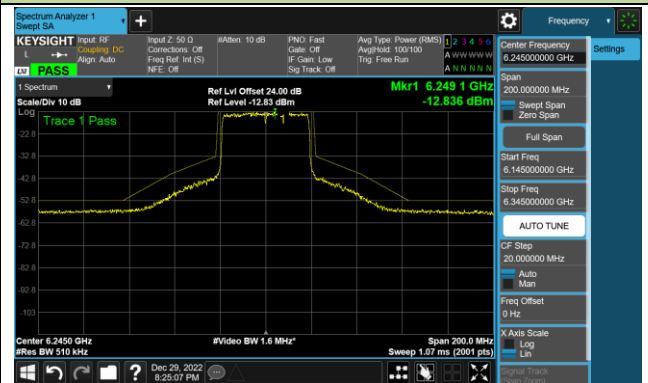 Spectrum Analyzer 1
Swept SA
Frequency
KEYSIGHT
Input: RF
Coupling: DC
Align: Auto
Input Z: 50 Ω
Corrections: Off
Freq Ref: Int (S)
NFE: Off
#Atten: 10 dB
PNO: Fast
Gate: Off
IF Gain: Low
Sig Track: Off
Avg Type: Power (RMS)
Avg|Hold: 100/100
Trig: Free Run
1 2 3 4 5 6
A W W W W W
A N N N N N
L
LXI PASS
1 Spectrum
Scale/Div 10 dB
Ref Lvl Offset 24.00 dB
Ref Level -12.83 dBm
Mkr1 6.249 1 GHz
-12.836 dBm
Log
Trace 1 Pass
1
-22.8
-32.8
-42.8
-52.8
-62.8
-72.8
-82.8
-92.8
-103
Center 6.2450 GHz
#Res BW 510 kHz
#Video BW 1.6 MHz*
Span 200.0 MHz
Sweep 1.07 ms (2001 pts)
Center Frequency
6.245000000 GHz
Settings
Span
200.000000 MHz
Swept Span
Zero Span
Full Span
Start Freq
6.145000000 GHz
Stop Freq
6.345000000 GHz
AUTO TUNE
CF Step
20.000000 MHz
Auto
Man
Freq Offset
0 Hz
X Axis Scale
Log
Lin
Signal Track
(Span Zoom)
Dec 29, 2022
8:25:07 PM